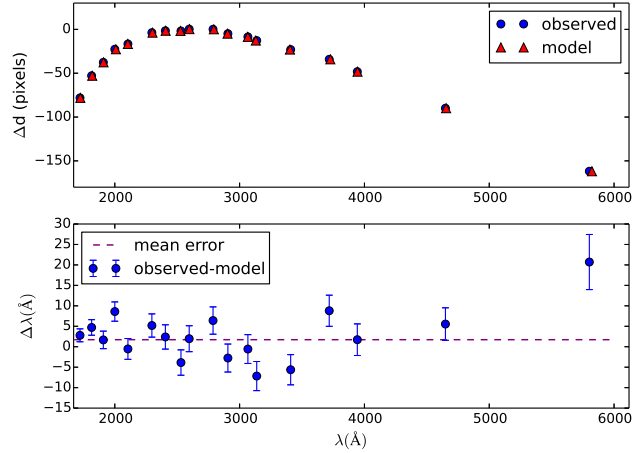 0
−50
−100
−150
Δd (pixels)
observed
model
2000 3000 4000 5000 6000
30
25
20
15
10
5
0
−5
−10
−15
Δλ(Å)
mean error
observed-model
2000 3000 4000 5000 6000
λ(Å)